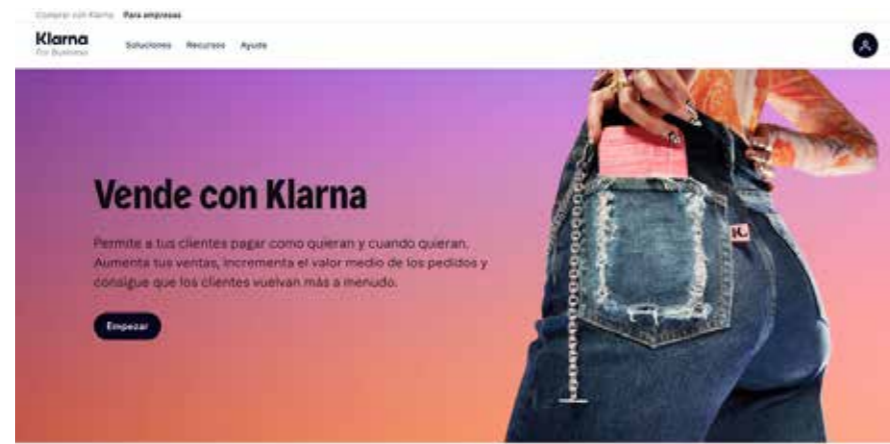 Comprar con Klarna Para empresas
Klarna
For Business
Soluciones Recursos Ayuda
Vende con Klarna
Permite a tus clientes pagar como quieran y cuando quieran.
Aumenta tus ventas, incrementa el valor medio de los pedidos y
consigue que los clientes vuelvan más a menudo.
Empezar
K.